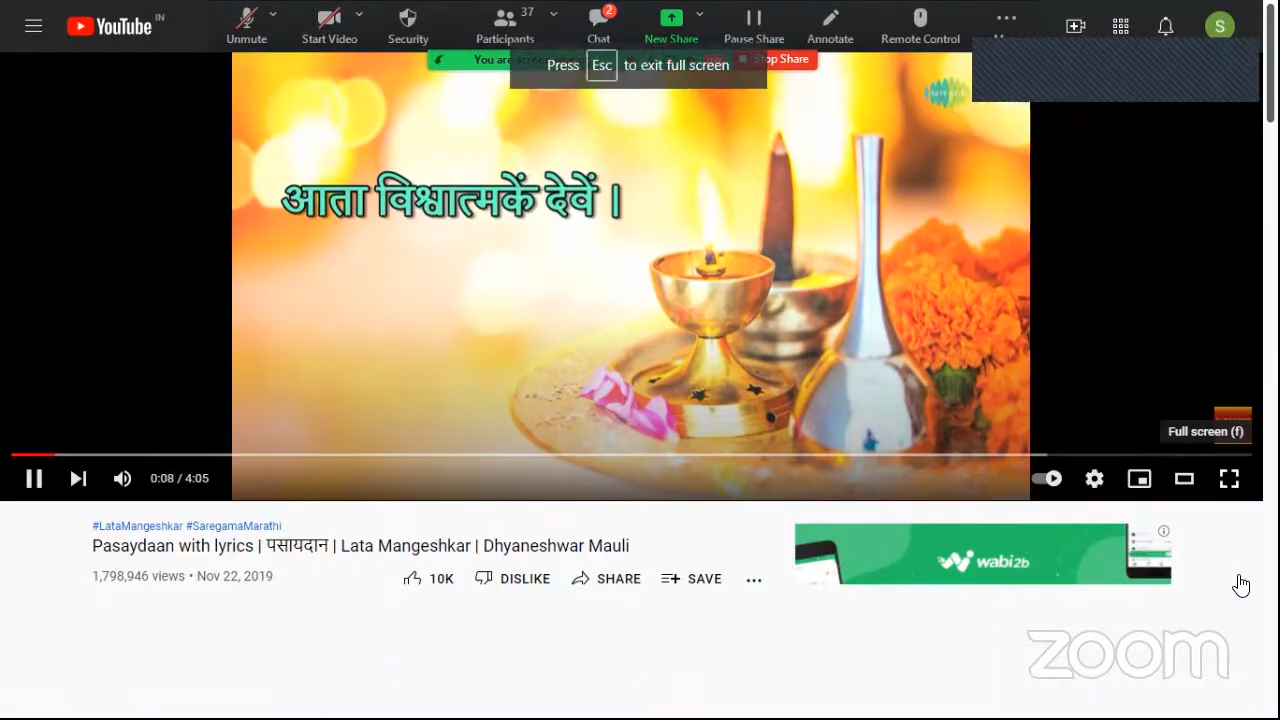 YouTube IN
Unmute
Start Video
Security
37
Participants
2
Chat
New Share
Pause Share
Annotate
Remote Control
S
You are screen
Stop Share
Press Esc to exit full screen
आता विश्वात्मकें देवें ।
Full screen (f)
0:08 / 4:05
#LataMangeshkar #SaregamaMarathi
Pasaydaan with lyrics | पसायदान | Lata Mangeshkar | Dhyaneshwar Mauli
1,798,946 views • Nov 22, 2019
10K
DISLIKE
SHARE
SAVE
wabi2b
zoom